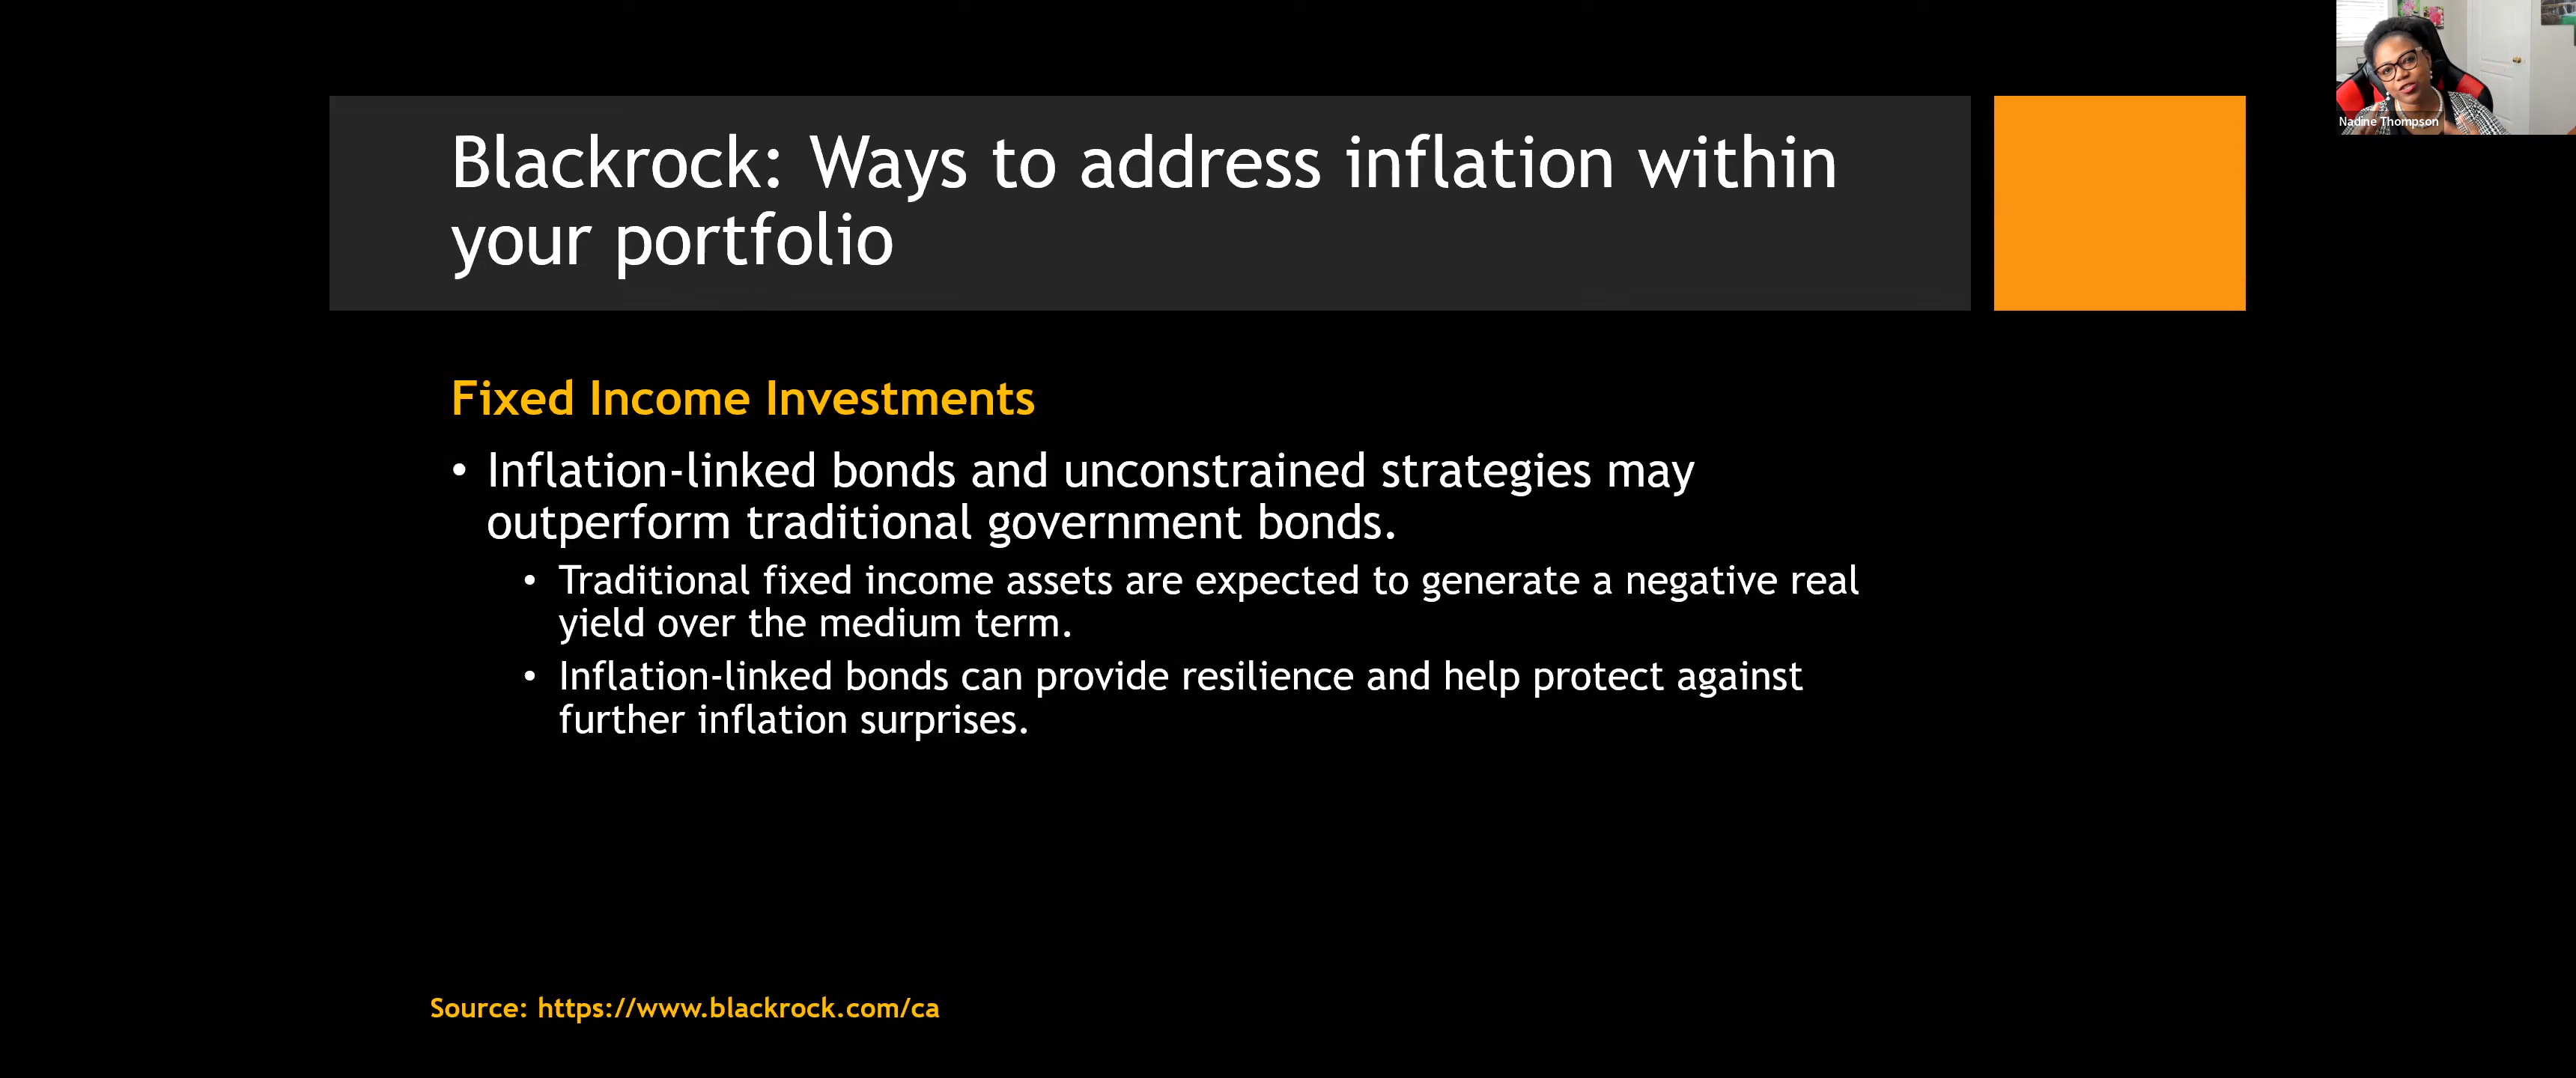 Blackrock: Ways to address inflation within
your portfolio
Nadine Thompson
Fixed Income Investments
• Inflation-linked bonds and unconstrained strategies may
outperform traditional government bonds.
• Traditional fixed income assets are expected to generate a negative real
yield over the medium term.
• Inflation-linked bonds can provide resilience and help protect against
further inflation surprises.
Source: https://www.blackrock.com/ca